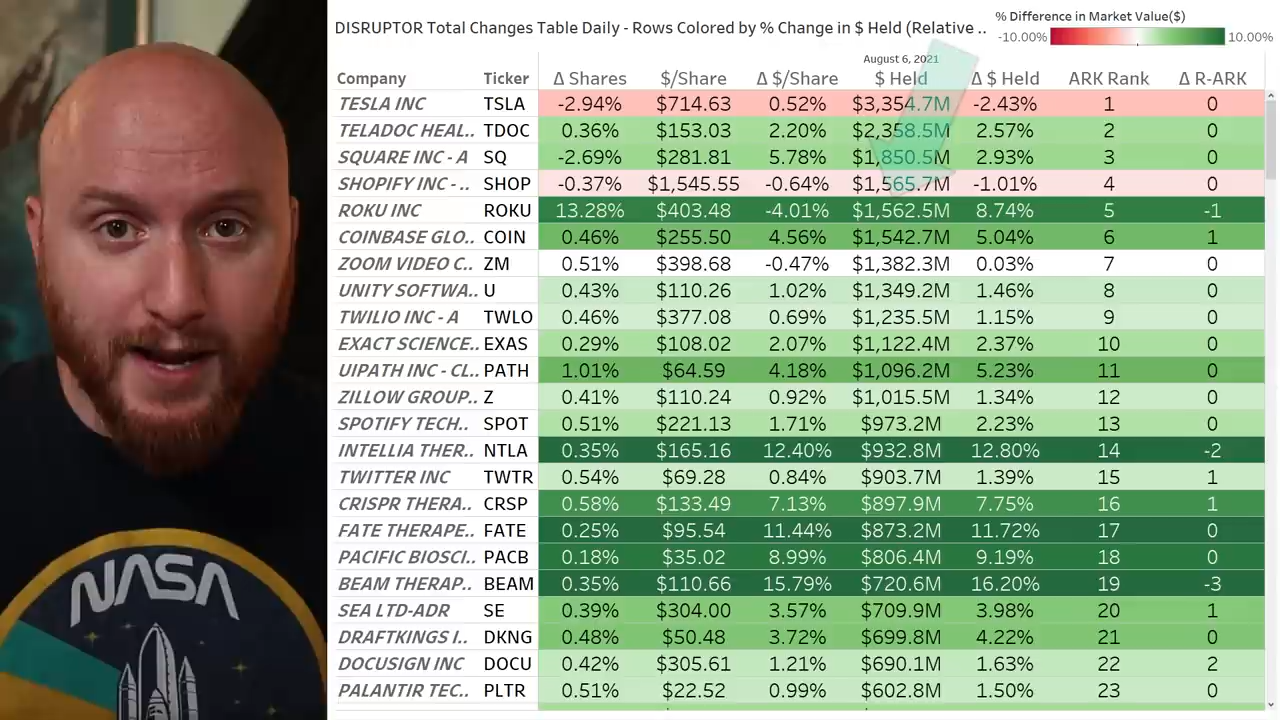 DISRUPTOR Total Changes Table Daily - Rows Colored by % Change in $ Held (Relative ..
% Difference in Market Value($)
-10.00% 10.00%
August 6, 2021
Company Ticker Δ Shares $/Share Δ $/Share $ Held Δ $ Held ARK Rank Δ R-ARK
TESLA INC TSLA -2.94% $714.63 0.52% $3,354.7M -2.43% 1 0
TELADOC HEAL.. TDOC 0.36% $153.03 2.20% $2,358.5M 2.57% 2 0
SQUARE INC - A SQ -2.69% $281.81 5.78% $1,850.5M 2.93% 3 0
SHOPIFY INC - .. SHOP -0.37% $1,545.55 -0.64% $1,565.7M -1.01% 4 0
ROKU INC ROKU 13.28% $403.48 -4.01% $1,562.5M 8.74% 5 -1
COINBASE GLO.. COIN 0.46% $255.50 4.56% $1,542.7M 5.04% 6 1
ZOOM VIDEO C.. ZM 0.51% $398.68 -0.47% $1,382.3M 0.03% 7 0
UNITY SOFTWA.. U 0.43% $110.26 1.02% $1,349.2M 1.46% 8 0
TWILIO INC - A TWLO 0.46% $377.08 0.69% $1,235.5M 1.15% 9 0
EXACT SCIENCE.. EXAS 0.29% $108.02 2.07% $1,122.4M 2.37% 10 0
UIPATH INC - CL.. PATH 1.01% $64.59 4.18% $1,096.2M 5.23% 11 0
ZILLOW GROUP.. Z 0.41% $110.24 0.92% $1,015.5M 1.34% 12 0
SPOTIFY TECH.. SPOT 0.51% $221.13 1.71% $973.2M 2.23% 13 0
INTELLIA THER.. NTLA 0.35% $165.16 12.40% $932.8M 12.80% 14 -2
TWITTER INC TWTR 0.54% $69.28 0.84% $903.7M 1.39% 15 1
CRISPR THERA.. CRSP 0.58% $133.49 7.13% $897.9M 7.75% 16 1
FATE THERAPE.. FATE 0.25% $95.54 11.44% $873.2M 11.72% 17 0
PACIFIC BIOSCI.. PACB 0.18% $35.02 8.99% $806.4M 9.19% 18 0
BEAM THERAP.. BEAM 0.35% $110.66 15.79% $720.6M 16.20% 19 -3
SEA LTD-ADR SE 0.39% $304.00 3.57% $709.9M 3.98% 20 1
DRAFTKINGS I.. DKNG 0.48% $50.48 3.72% $699.8M 4.22% 21 0
DOCUSIGN INC DOCU 0.42% $305.61 1.21% $690.1M 1.63% 22 2
PALANTIR TEC.. PLTR 0.51% $22.52 0.99% $602.8M 1.50% 23 0
NASA